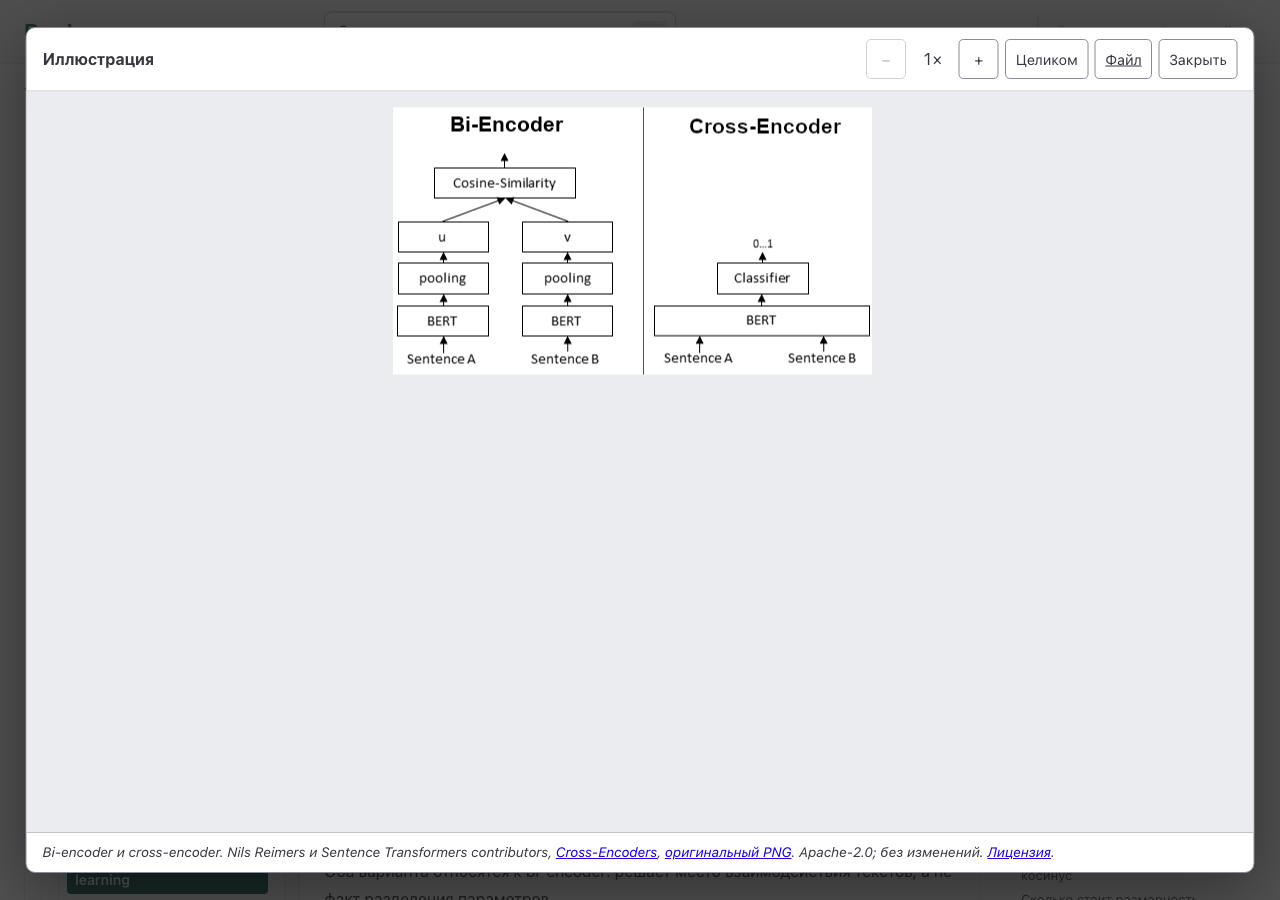 Иллюстрация
−
1×
+
Целиком
Файл
Закрыть
Bi-Encoder
Cosine-Similarity
u
v
pooling
pooling
BERT
BERT
Sentence A
Sentence B
Cross-Encoder
0...1
Classifier
BERT
Sentence A
Sentence B
Bi-encoder и cross-encoder. Nils Reimers и Sentence Transformers contributors, Cross-Encoders, оригинальный PNG. Apache-2.0; без изменений. Лицензия.
learning
косинус